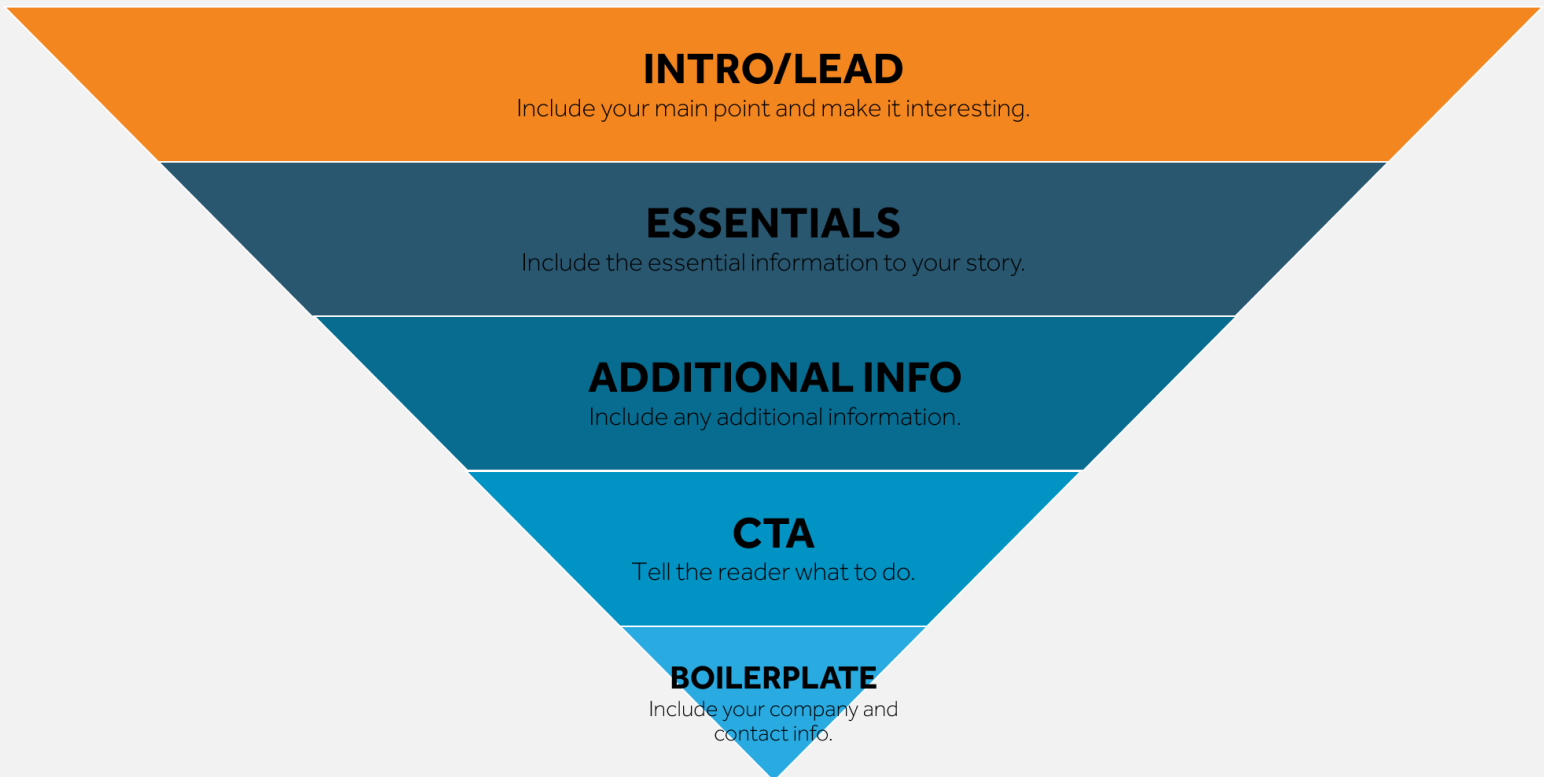 INTRO/LEAD
Include your main point and make it interesting.
ESSENTIALS
Include the essential information to your story.
ADDITIONAL INFO
Include any additional information.
CTA
Tell the reader what to do.
BOILERPLATE
Include your company and
contact info.